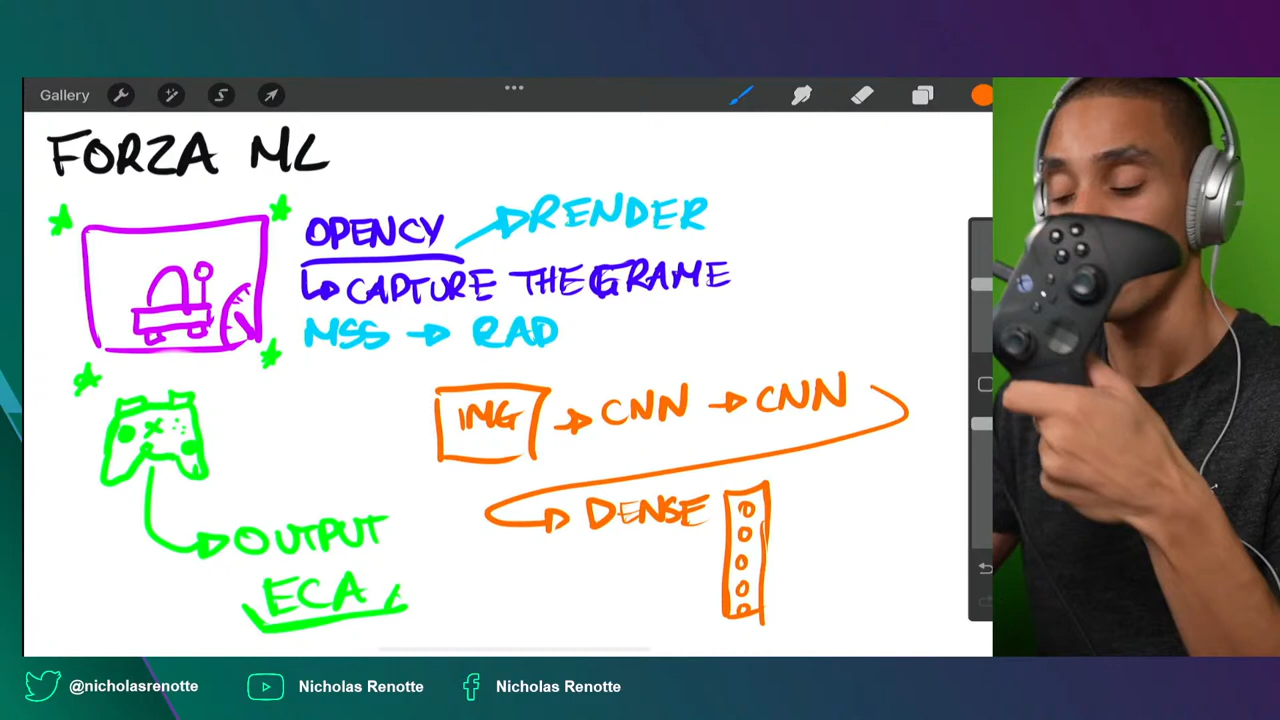 Gallery
FORZA ML
OPENCV → RENDER
CAPTURE THE FRAME
MSS → RAD
IMG → CNN → CNN
DENSE
OUTPUT
ECA
@nicholasrenotte
Nicholas Renotte
Nicholas Renotte